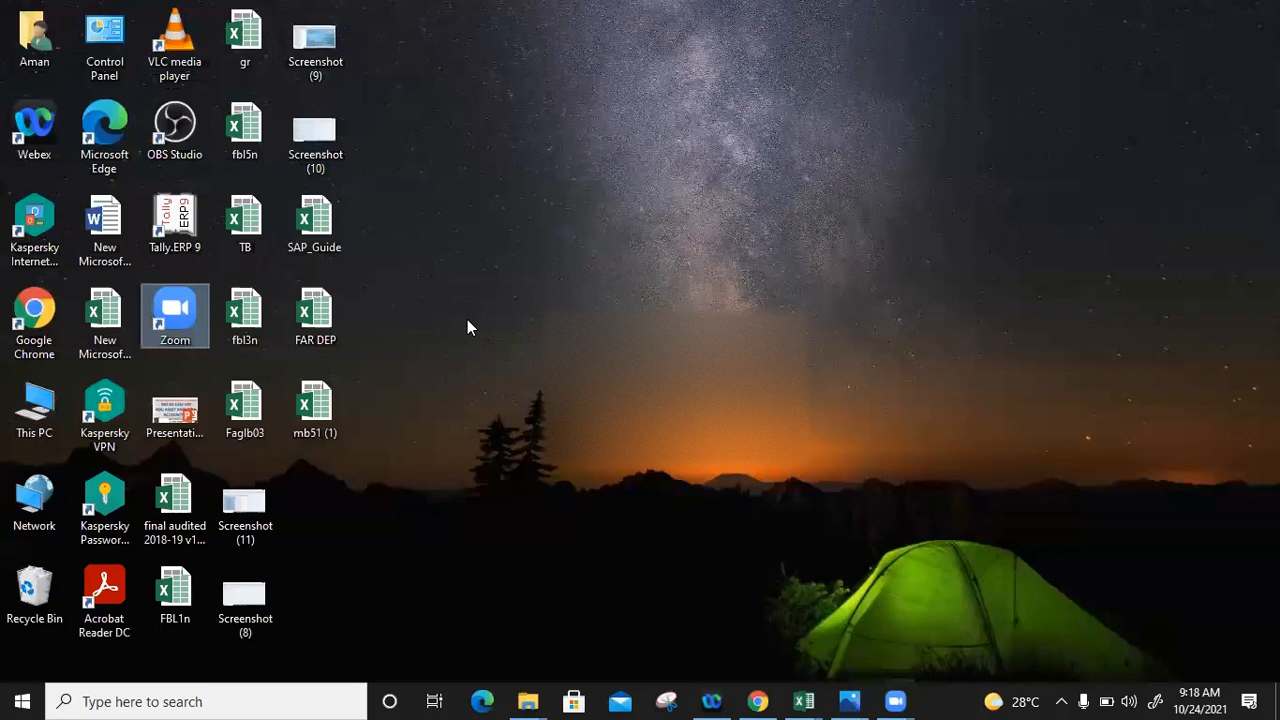 Aman
Control
Panel
VLC media
player
gr
Screenshot
(9)
Webex
Microsoft
Edge
OBS Studio
fbl5n
Screenshot
(10)
Kaspersky
Internet...
New
Microsof...
Tally.ERP 9
TB
SAP_Guide
Google
Chrome
New
Microsof...
Zoom
fbl3n
FAR DEP
This PC
Kaspersky
VPN
Presentati...
Faglb03
mb51 (1)
Network
Kaspersky
Passwor...
final audited
2018-19 v1...
Screenshot
(11)
Recycle Bin
Acrobat
Reader DC
FBL1n
Screenshot
(8)
Type here to search
28°C
9:18 AM
10/24/2021